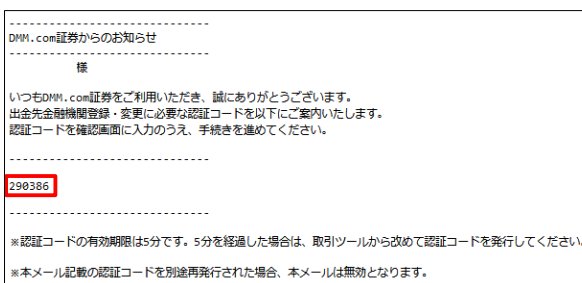 ------------------------------
DMM.com証券からのお知らせ
------------------------------
様
いつもDMM.com証券をご利用いただき、誠にありがとうございます。
出金先金融機関登録・変更に必要な認証コードを以下にご案内いたします。
認証コードを確認画面に入力のうえ、手続きを進めてください。
------------------------------
290386
------------------------------
※認証コードの有効期限は5分です。5分を経過した場合は、取引ツールから改めて認証コードを発行してください。
※本メール記載の認証コードを別途再発行された場合、本メールは無効となります。